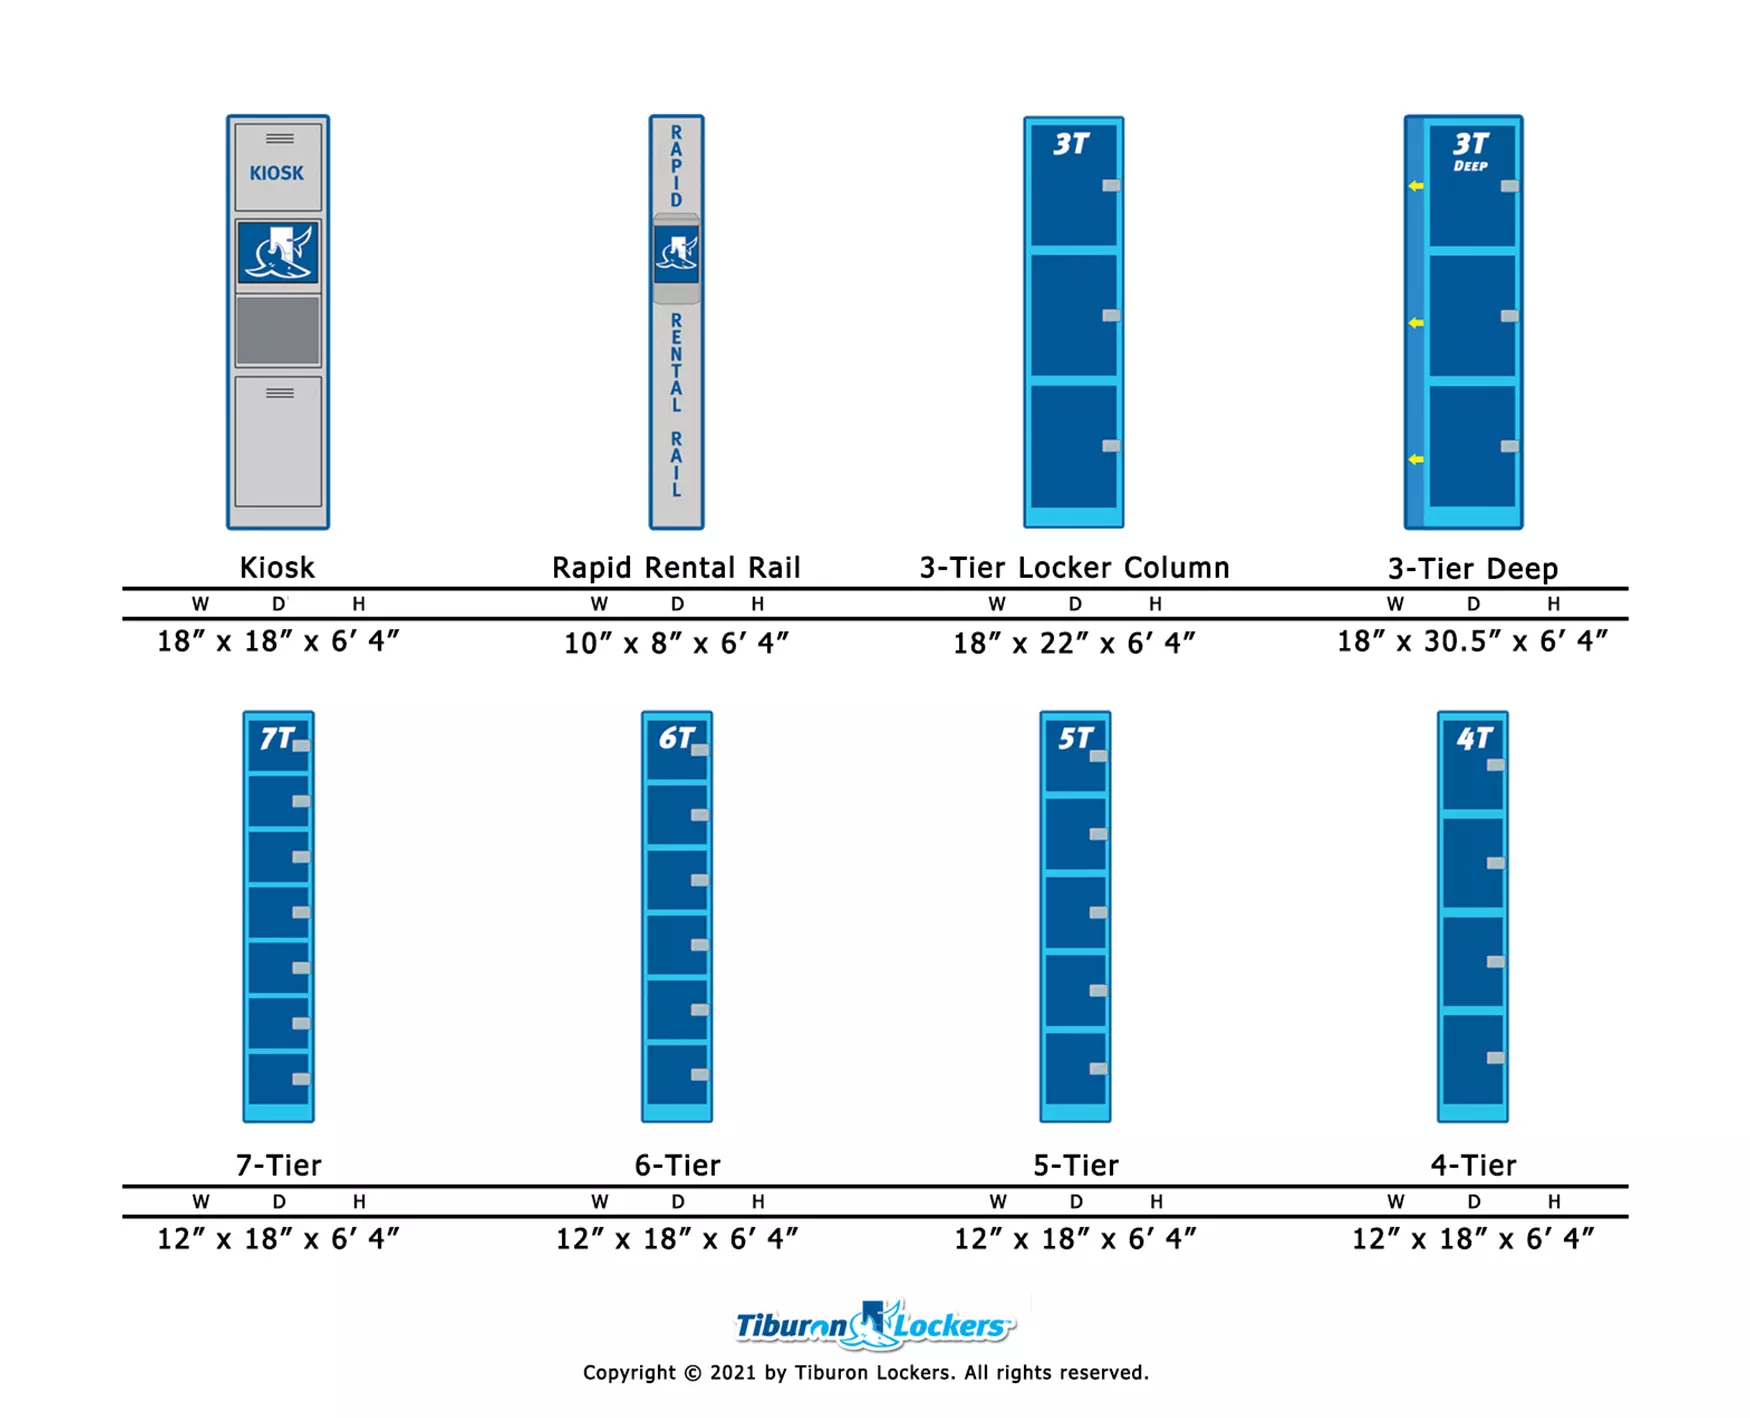 KIOSK
RAPID
RENTAL RAIL
3T
3T
DEEP
Kiosk
Rapid Rental Rail
3-Tier Locker Column
3-Tier Deep
W D H
W D H
W D H
W D H
18” x 18” x 6’ 4”
10” x 8” x 6’ 4”
18” x 22” x 6’ 4”
18” x 30.5” x 6’ 4”
7T
6T
5T
4T
7-Tier
6-Tier
5-Tier
4-Tier
W D H
W D H
W D H
W D H
12” x 18” x 6’ 4”
12” x 18” x 6’ 4”
12” x 18” x 6’ 4”
12” x 18” x 6’ 4”
Tiburon Lockers
Copyright © 2021 by Tiburon Lockers. All rights reserved.